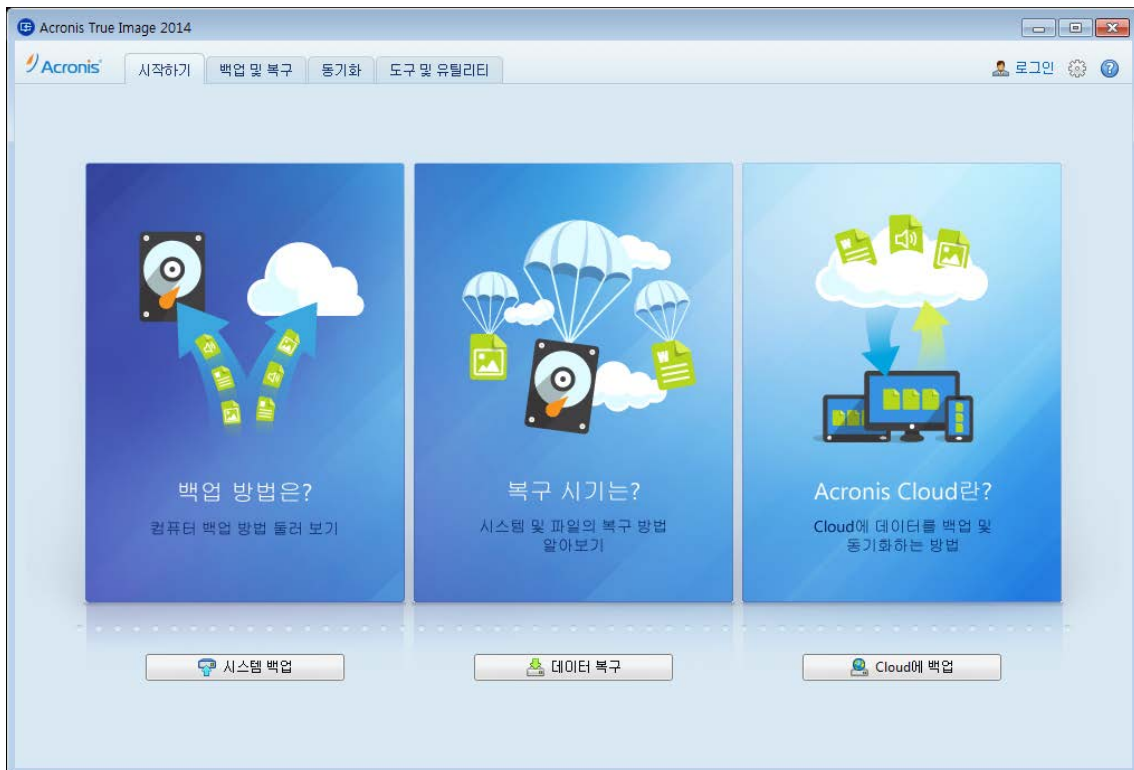 Acronis True Image 2014
Acronis 시작하기 백업 및 복구 동기화 도구 및 유틸리티 로그인
백업 방법은?
컴퓨터 백업 방법 둘러 보기
복구 시기는?
시스템 및 파일의 복구 방법
알아보기
Acronis Cloud란?
Cloud에 데이터를 백업 및
동기화하는 방법
시스템 백업
데이터 복구
Cloud에 백업